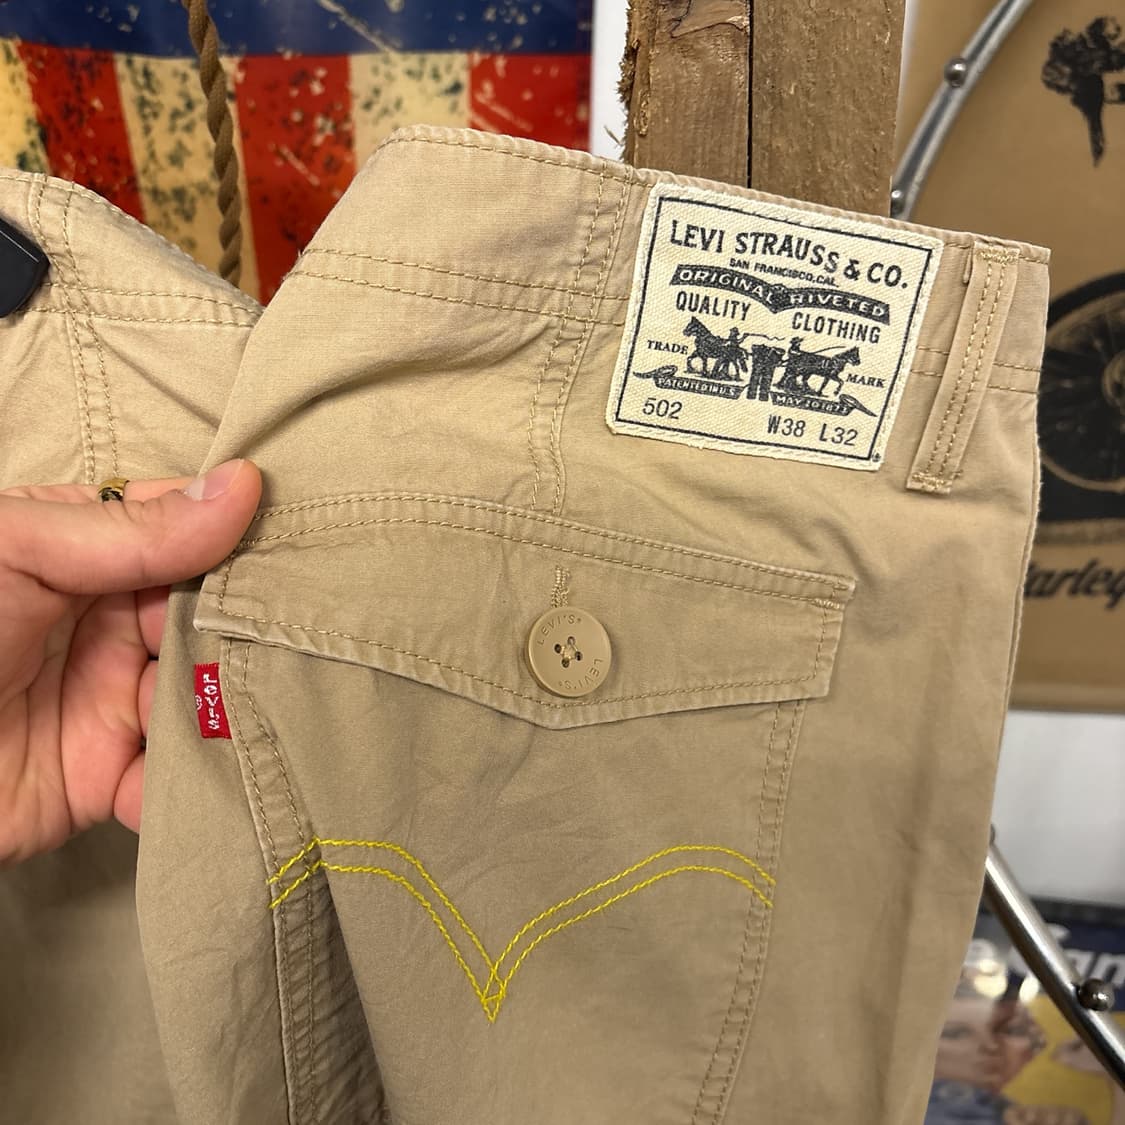 LEVI STRAUSS & CO.
SAN FRANCISCO, CAL.
ORIGINAL RIVETED
QUALITY CLOTHING
TRADE MARK
PATENTED IN U.S. MAY 20 1873
502 W38 L32
LEVI'S®
LEVI'S®
LEVI'S
®
arley